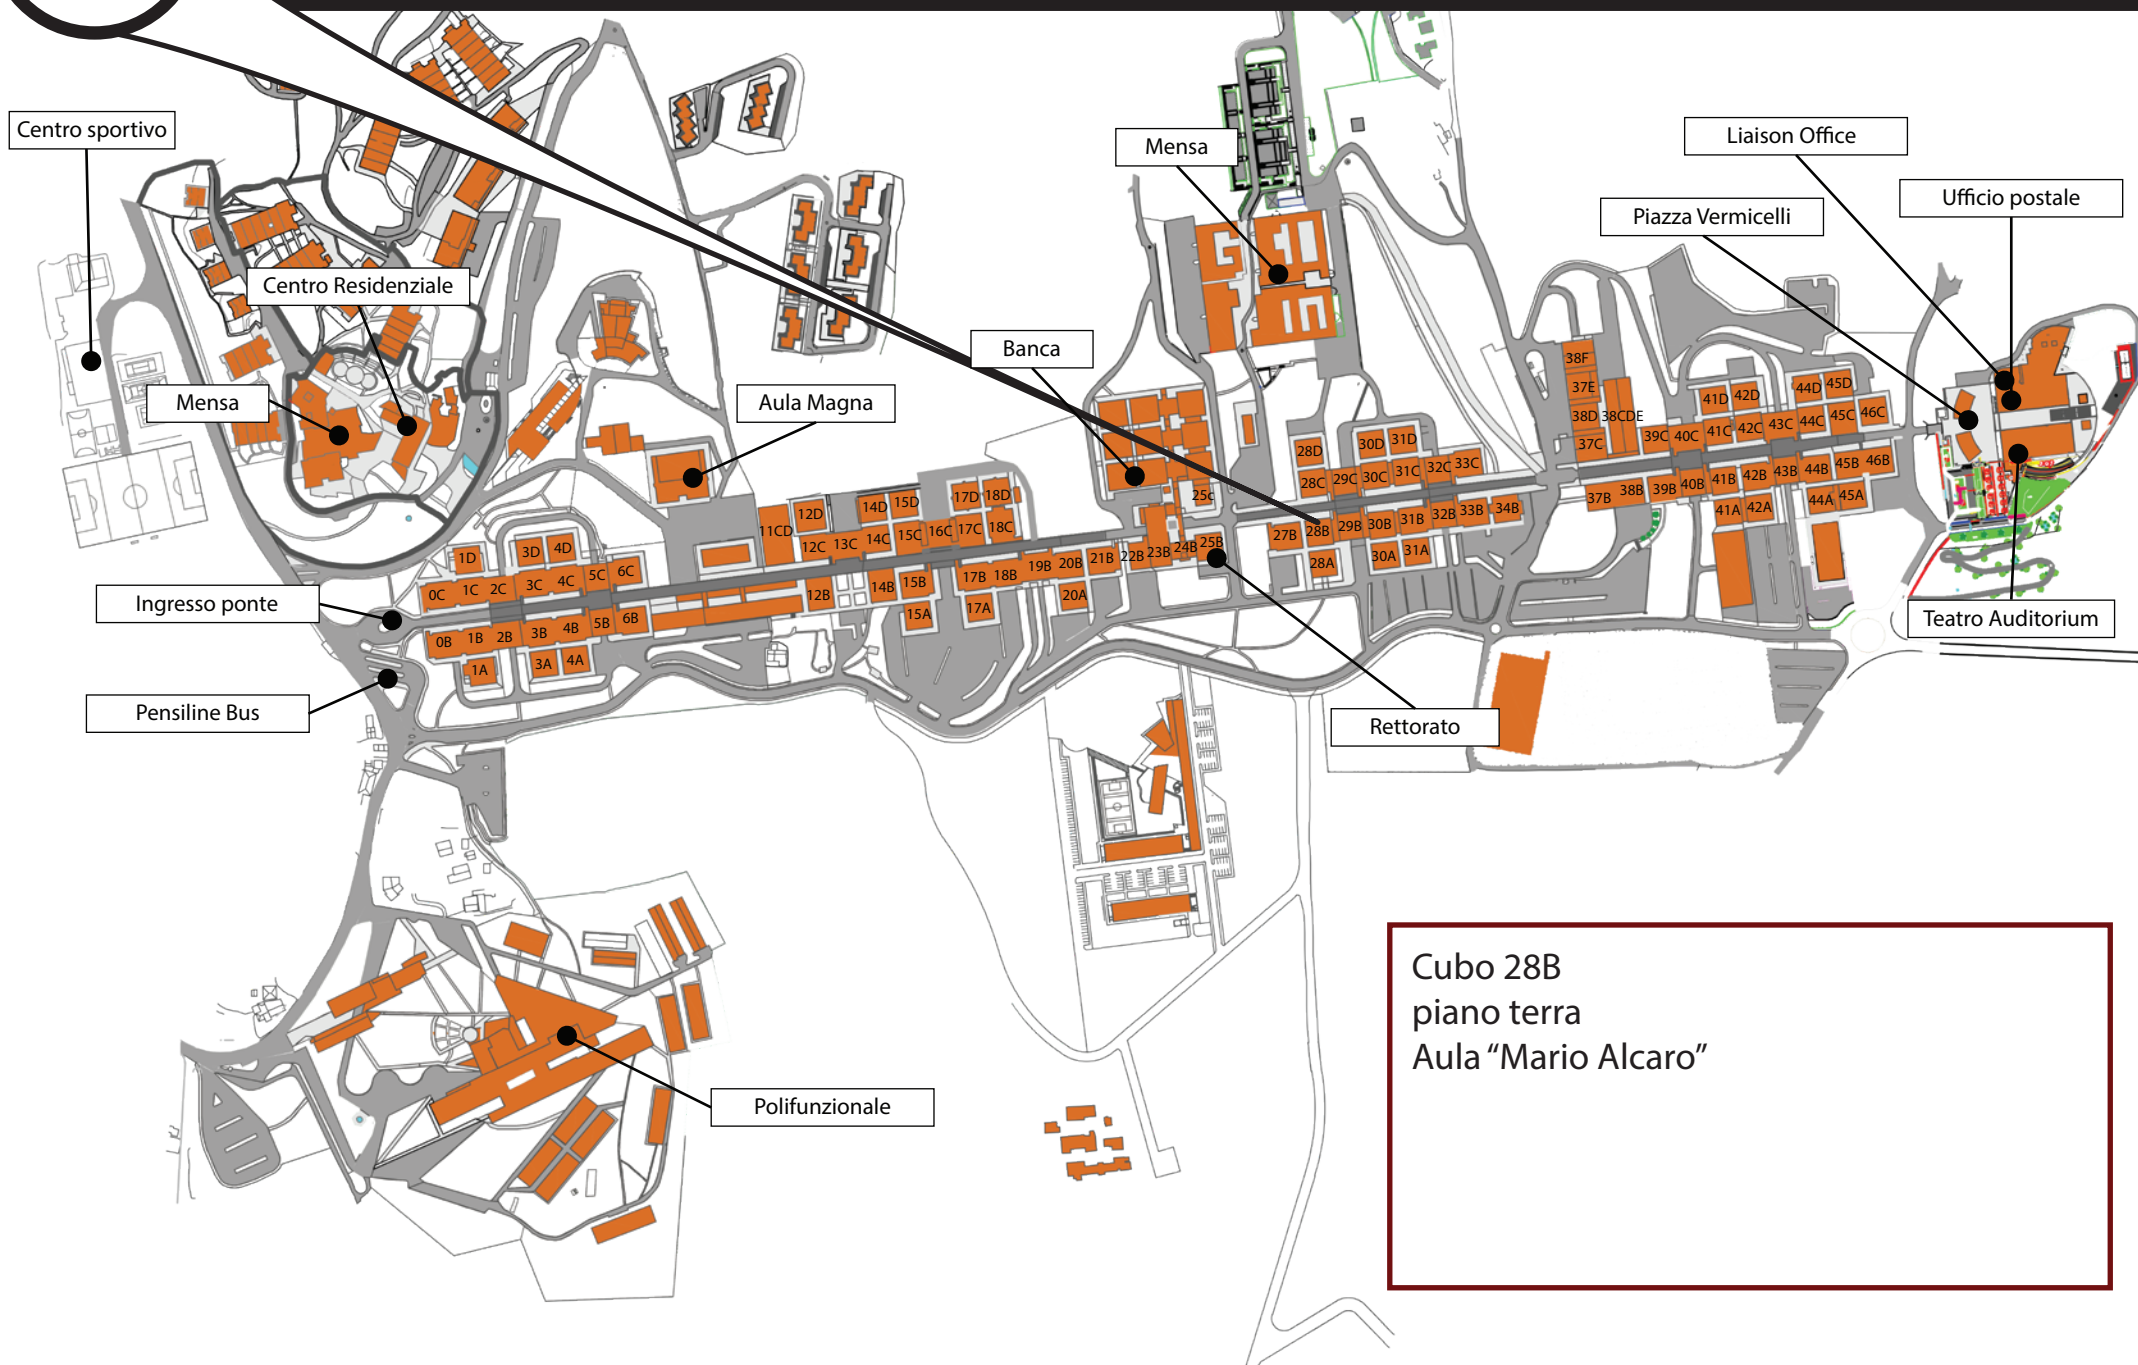 Centro sportivo
Mensa
Liaison Office
Ufficio postale
Piazza Vermicelli
Centro Residenziale
Banca
Mensa
Aula Magna
38F
37E
38D
38CDE
37C
39C
40C
41C
42C
43C
44C
45C
46C
41D
42D
44D
45D
28D
30D
31D
28C
29C
30C
31C
32C
33C
25c
37B
38B
39B
40B
41B
42B
43B
44B
45B
46B
41A
42A
44A
45A
11CD
12D
14D
15D
17D
18D
12C
13C
14C
15C
16C
17C
18C
27B
28B
29B
30B
31B
32B
33B
34B
28A
30A
31A
1D
3D
4D
0C
1C
2C
3C
4C
5C
6C
12B
14B
15B
17B
18B
19B
20B
21B
22B
23B
24B
25B
15A
17A
20A
0B
1B
2B
3B
4B
5B
6B
1A
3A
4A
Ingresso ponte
Teatro Auditorium
Pensiline Bus
Rettorato
Cubo 28B
piano terra
Aula “Mario Alcaro”
Polifunzionale